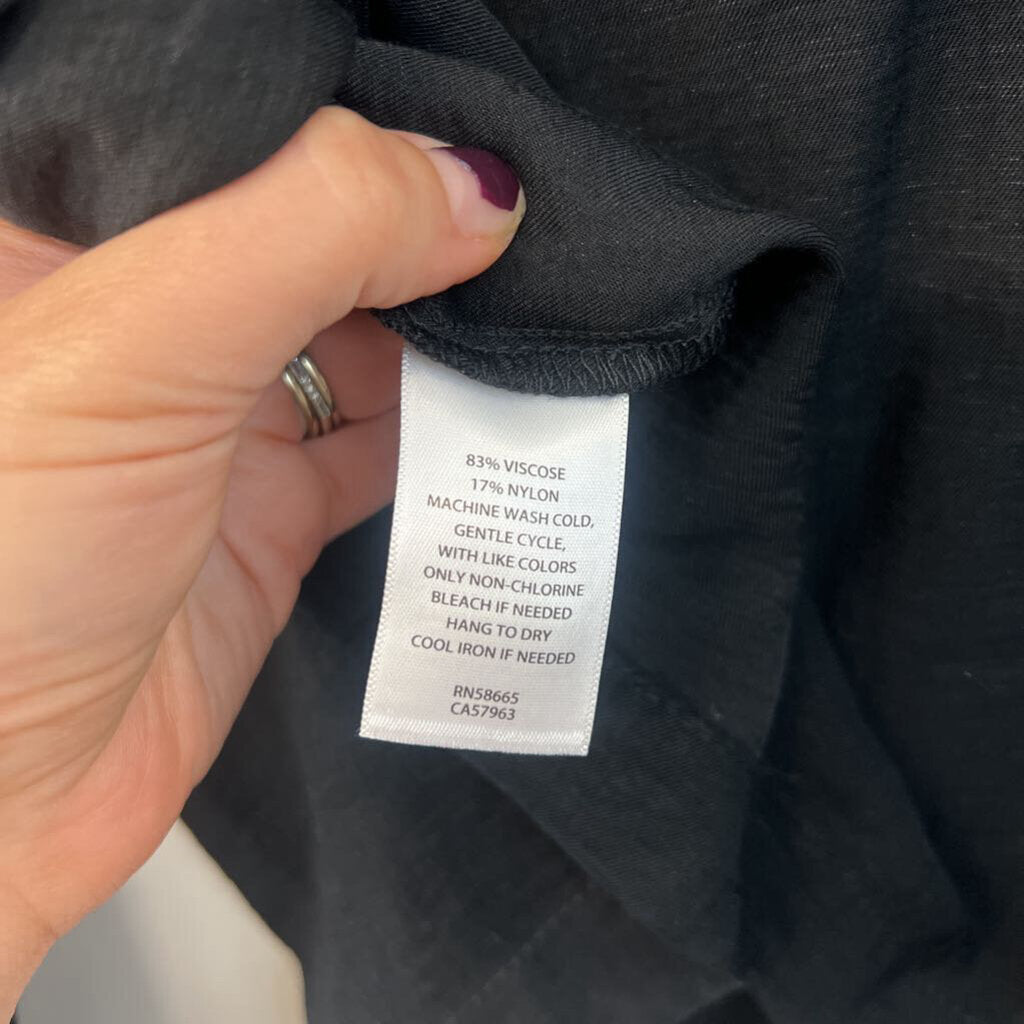 83% VISCOSE
17% NYLON
MACHINE WASH COLD,
GENTLE CYCLE,
WITH LIKE COLORS
ONLY NON-CHLORINE
BLEACH IF NEEDED
HANG TO DRY
COOL IRON IF NEEDED
RN58665
CA57963